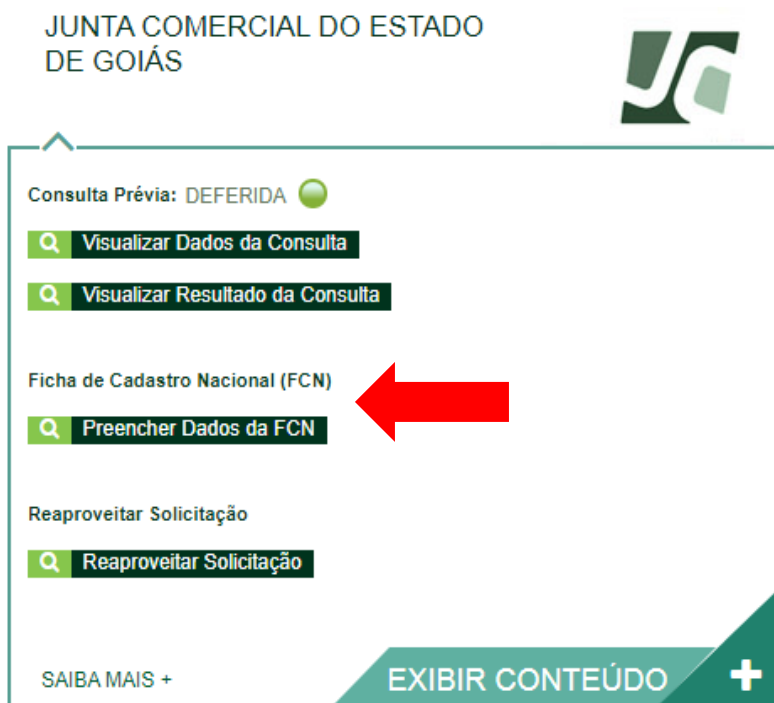 JUNTA COMERCIAL DO ESTADO
DE GOIÁS
JC
Consulta Prévia: DEFERIDA
Visualizar Dados da Consulta
Visualizar Resultado da Consulta
Ficha de Cadastro Nacional (FCN)
Preencher Dados da FCN
Reaproveitar Solicitação
Reaproveitar Solicitação
SAIBA MAIS +
EXIBIR CONTEÚDO +